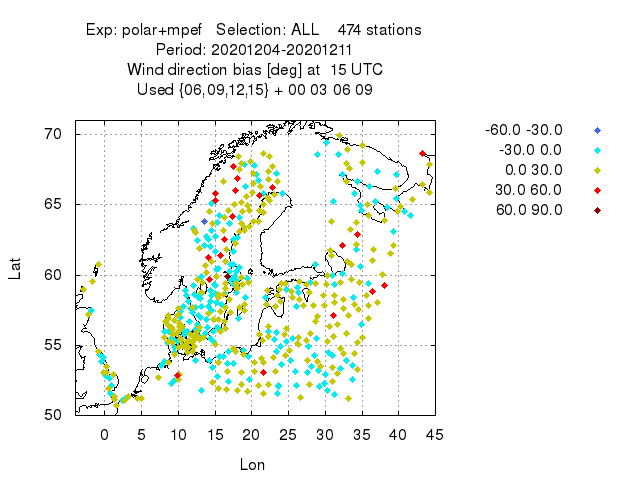 Exp: polar+mpef   Selection: ALL    474 stations
Period: 20201204-20201211
Wind direction bias [deg] at  15 UTC
Used {06,09,12,15} + 00 03 06 09
-60.0 -30.0
-30.0 0.0
0.0 30.0
30.0 60.0
60.0 90.0
70
65
60
55
50
Lat
0 5 10 15 20 25 30 35 40 45
Lon